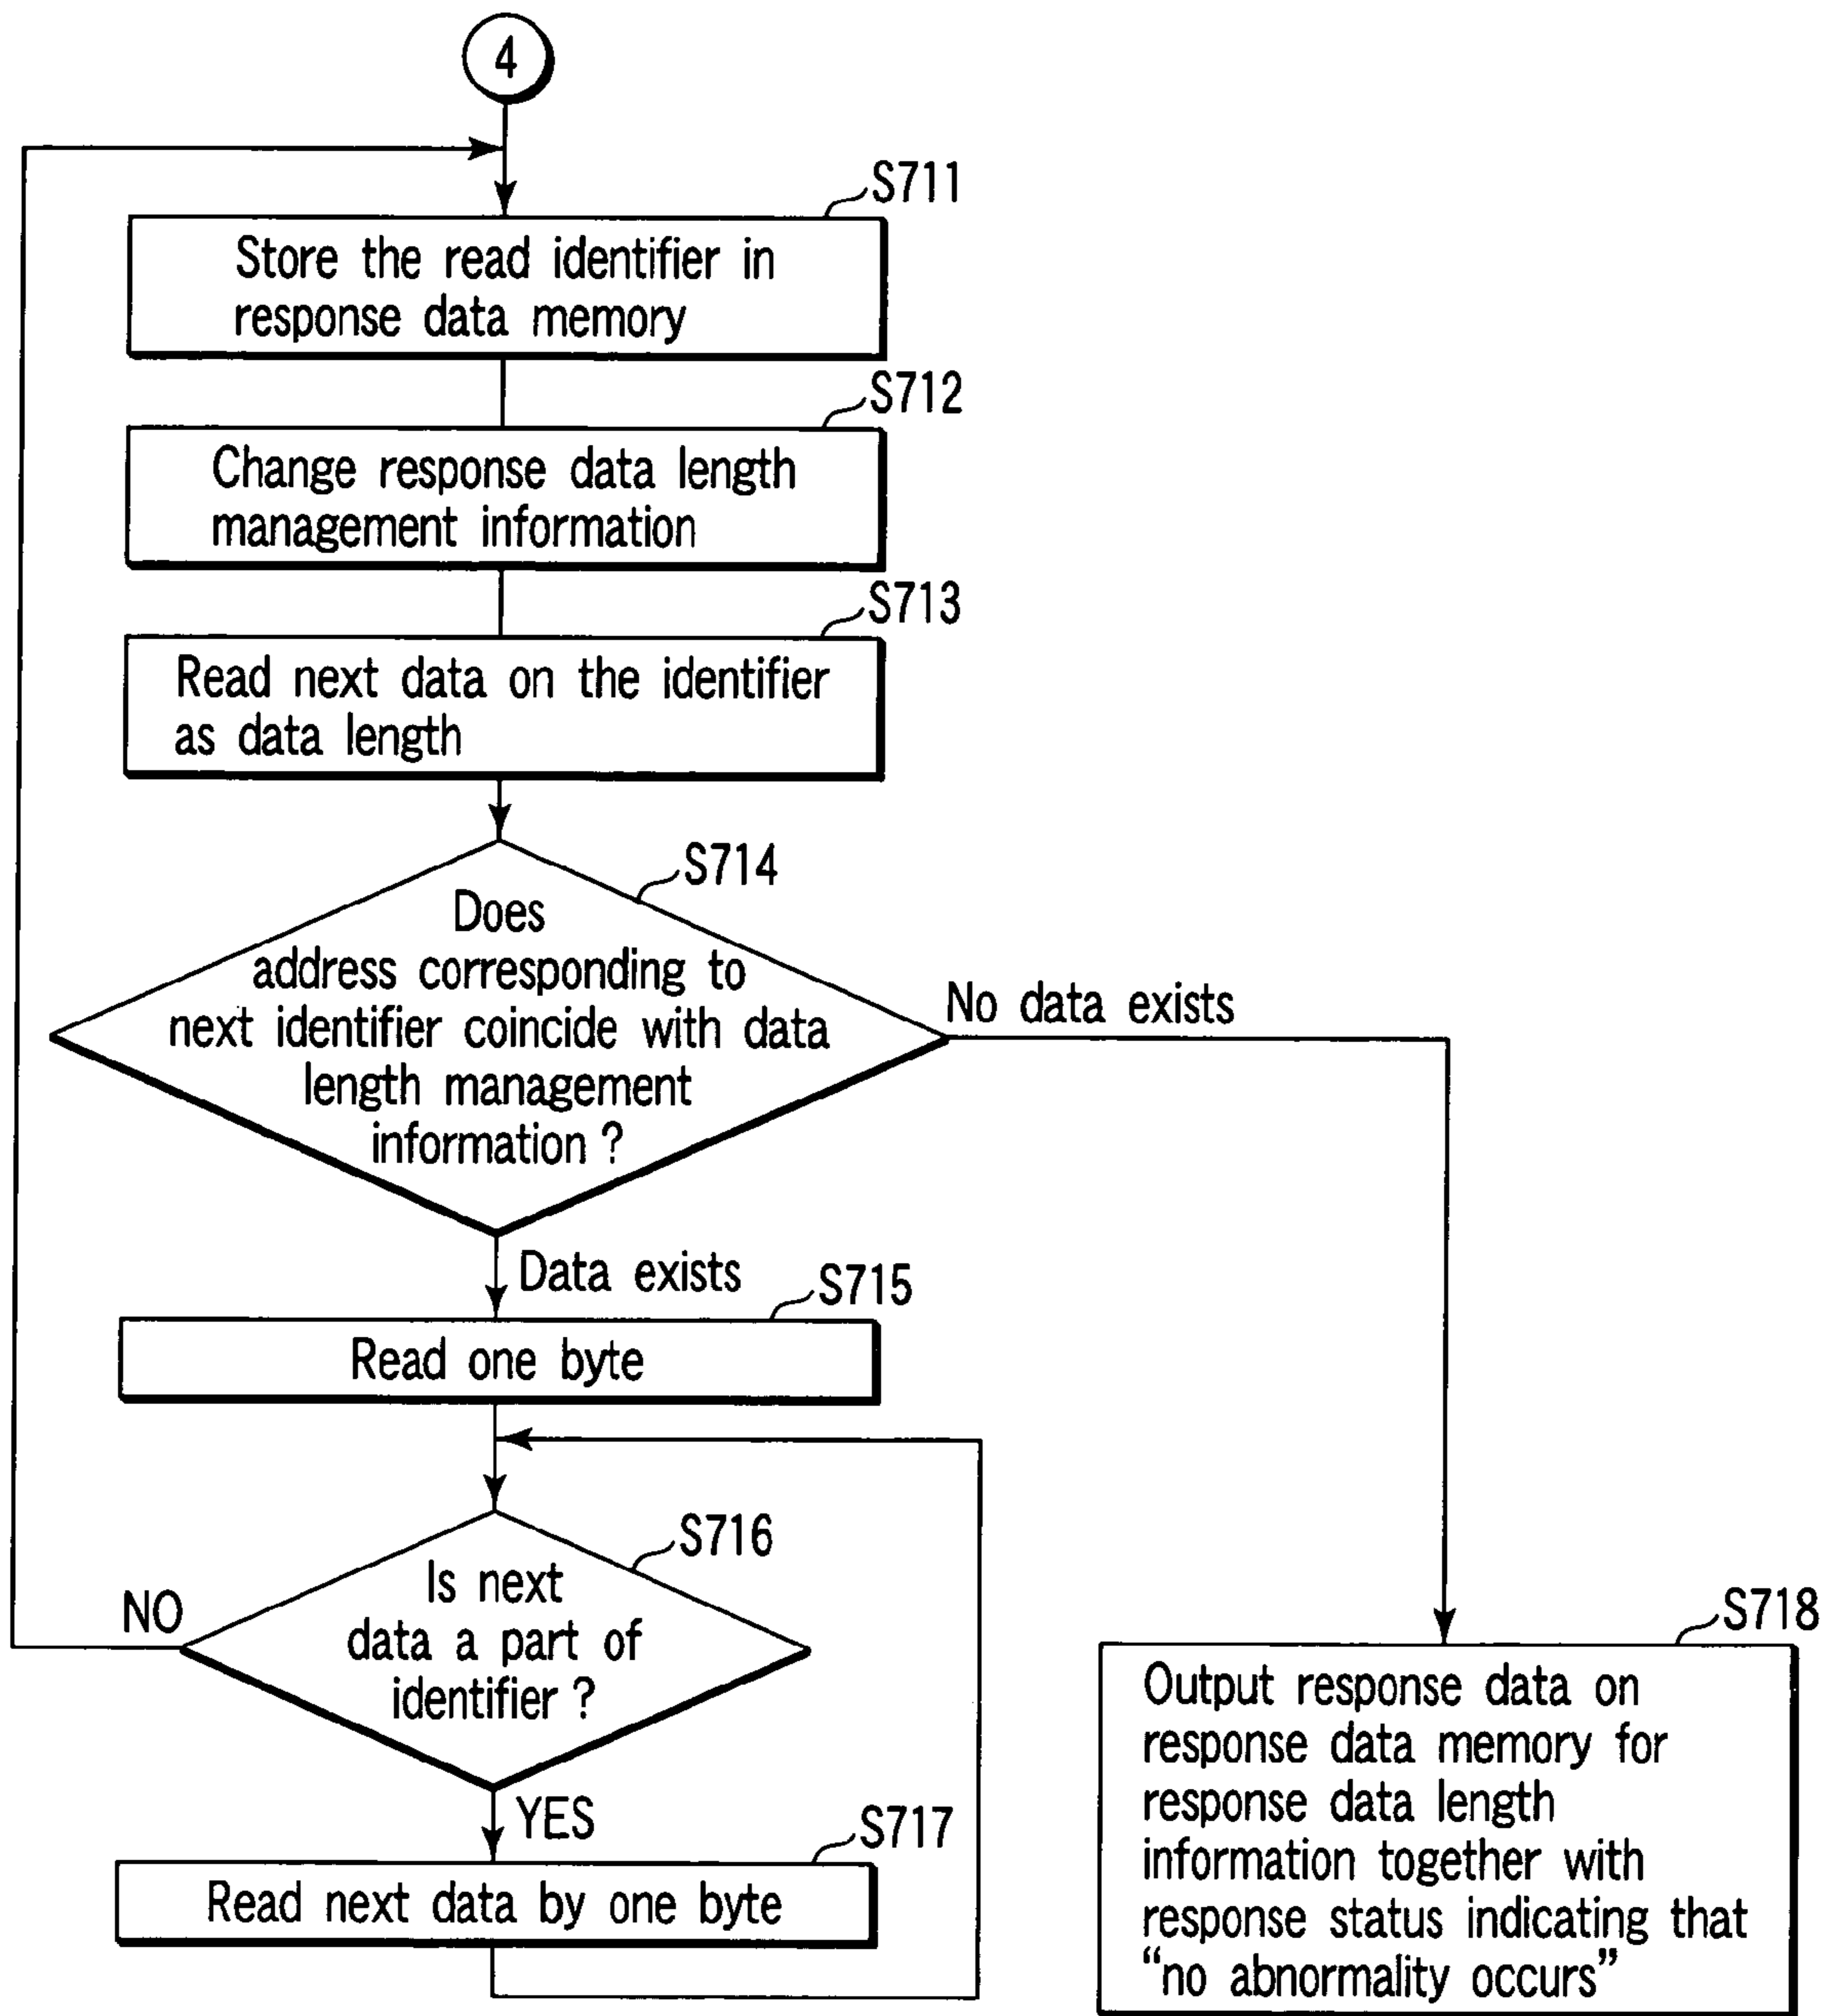 4
S711
Store the read identifier in
response data memory
S712
Change response data length
management information
S713
Read next data on the identifier
as data length
S714
Does
address corresponding to
next identifier coincide with data
length management
information ?
No data exists
Data exists
S715
Read one byte
S716
Is next
data a part of
identifier ?
NO
YES
S717
Read next data by one byte
S718
Output response data on
response data memory for
response data length
information together with
response status indicating that
“no abnormality occurs”